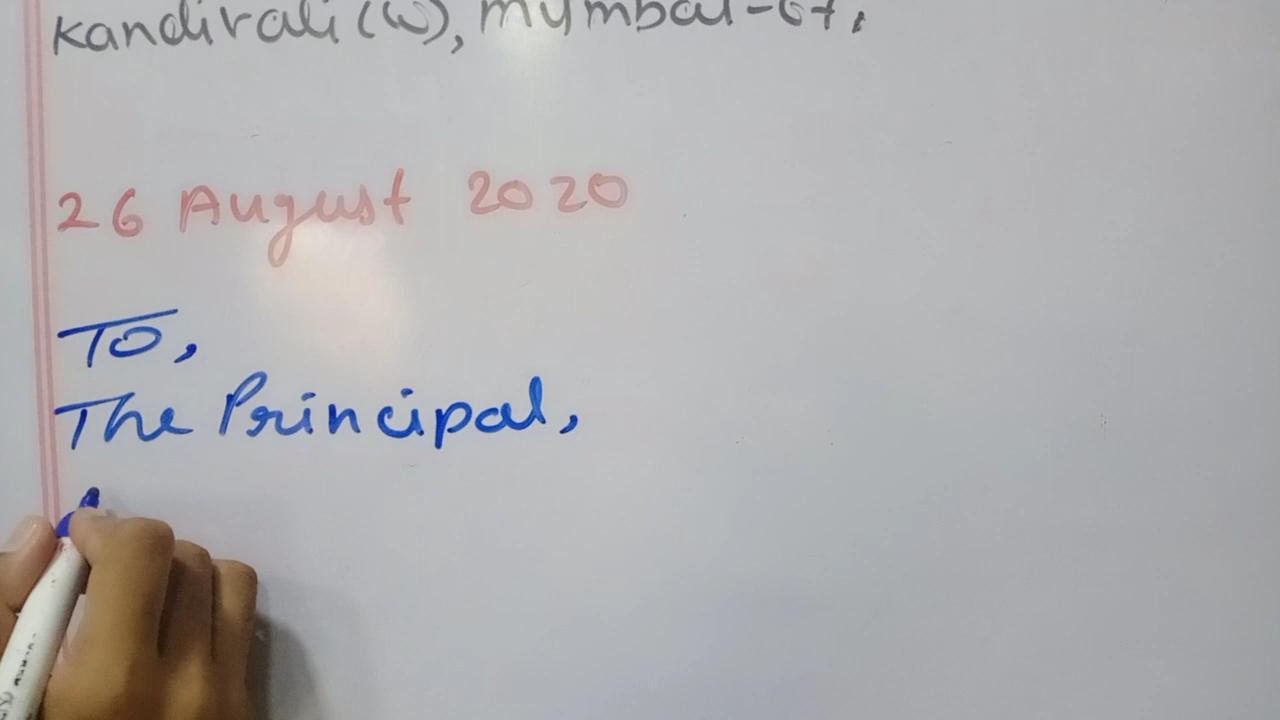 Kandivali (W), Mumbai-67.
26 August 2020
To,
The Principal,